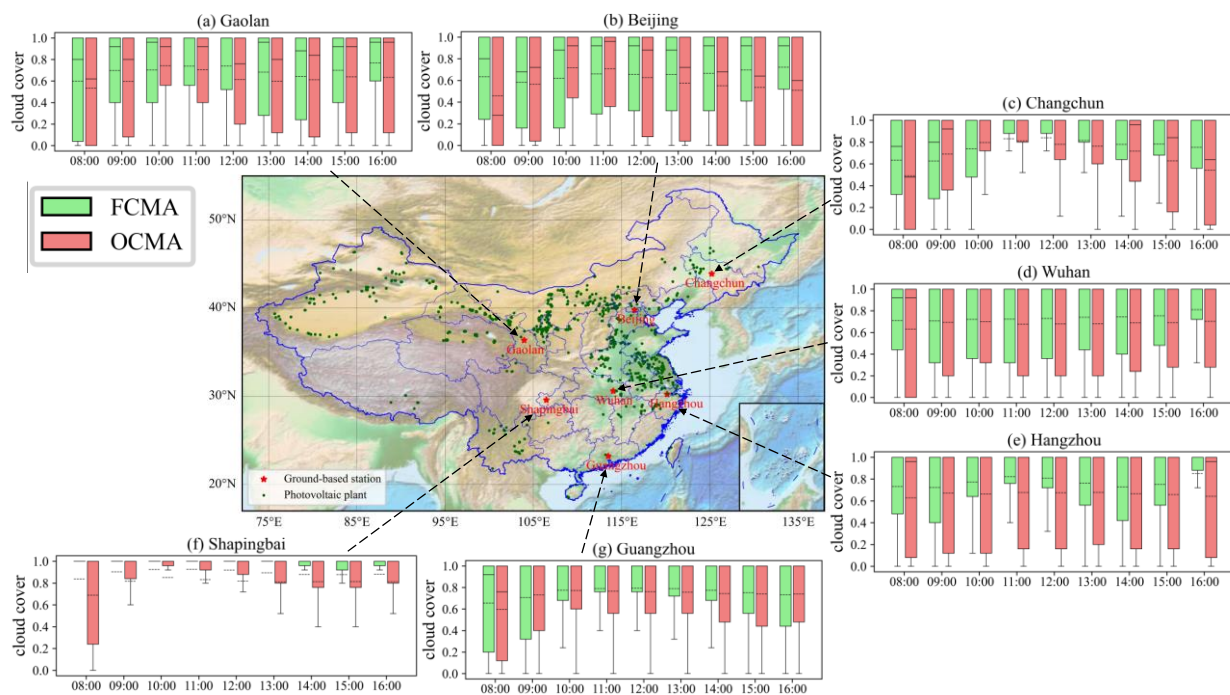 (a) Gaolan
cloud cover
1.0
0.8
0.6
0.4
0.2
0.0
08:00 09:00 10:00 11:00 12:00 13:00 14:00 15:00 16:00
(b) Beijing
cloud cover
1.0
0.8
0.6
0.4
0.2
0.0
08:00 09:00 10:00 11:00 12:00 13:00 14:00 15:00 16:00
(c) Changchun
cloud cover
1.0
0.8
0.6
0.4
0.2
0.0
08:00 09:00 10:00 11:00 12:00 13:00 14:00 15:00 16:00
FCMA
OCMA
50°N
40°N
30°N
20°N
Changchun
Beijing
Gaolan
Shapingbai
Wuhan
Hangzhou
Guangzhou
Ground-based station
Photovoltaic plant
75°E 85°E 95°E 105°E 115°E 125°E 135°E
(d) Wuhan
cloud cover
1.0
0.8
0.6
0.4
0.2
0.0
08:00 09:00 10:00 11:00 12:00 13:00 14:00 15:00 16:00
(e) Hangzhou
cloud cover
1.0
0.8
0.6
0.4
0.2
0.0
08:00 09:00 10:00 11:00 12:00 13:00 14:00 15:00 16:00
(f) Shapingbai
cloud cover
1.0
0.8
0.6
0.4
0.2
0.0
08:00 09:00 10:00 11:00 12:00 13:00 14:00 15:00 16:00
(g) Guangzhou
cloud cover
1.0
0.8
0.6
0.4
0.2
0.0
08:00 09:00 10:00 11:00 12:00 13:00 14:00 15:00 16:00